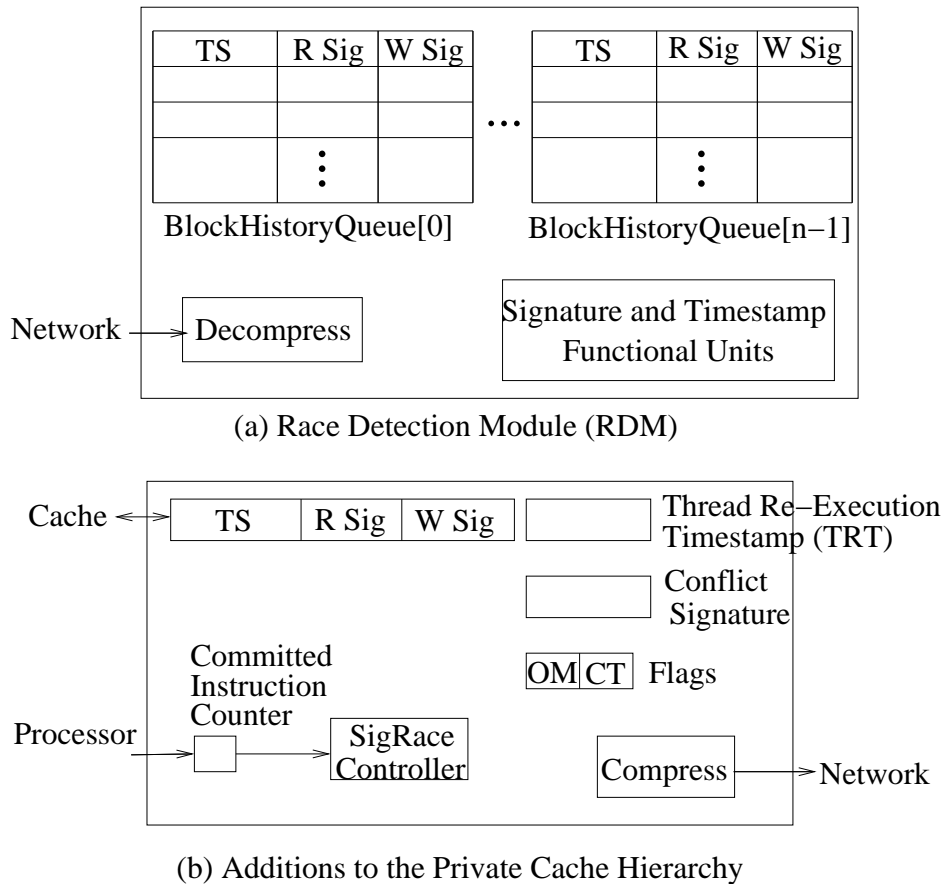 TS R Sig W Sig TS R Sig W Sig
...
BlockHistoryQueue[0] BlockHistoryQueue[n−1]
Network Decompress
Signature and Timestamp
Functional Units
(a) Race Detection Module (RDM)
Cache TS R Sig W Sig
Thread Re−Execution
Timestamp (TRT)
Conflict
Signature
OM CT Flags
Committed
Instruction
Counter
Processor
SigRace
Controller
Compress Network
(b) Additions to the Private Cache Hierarchy